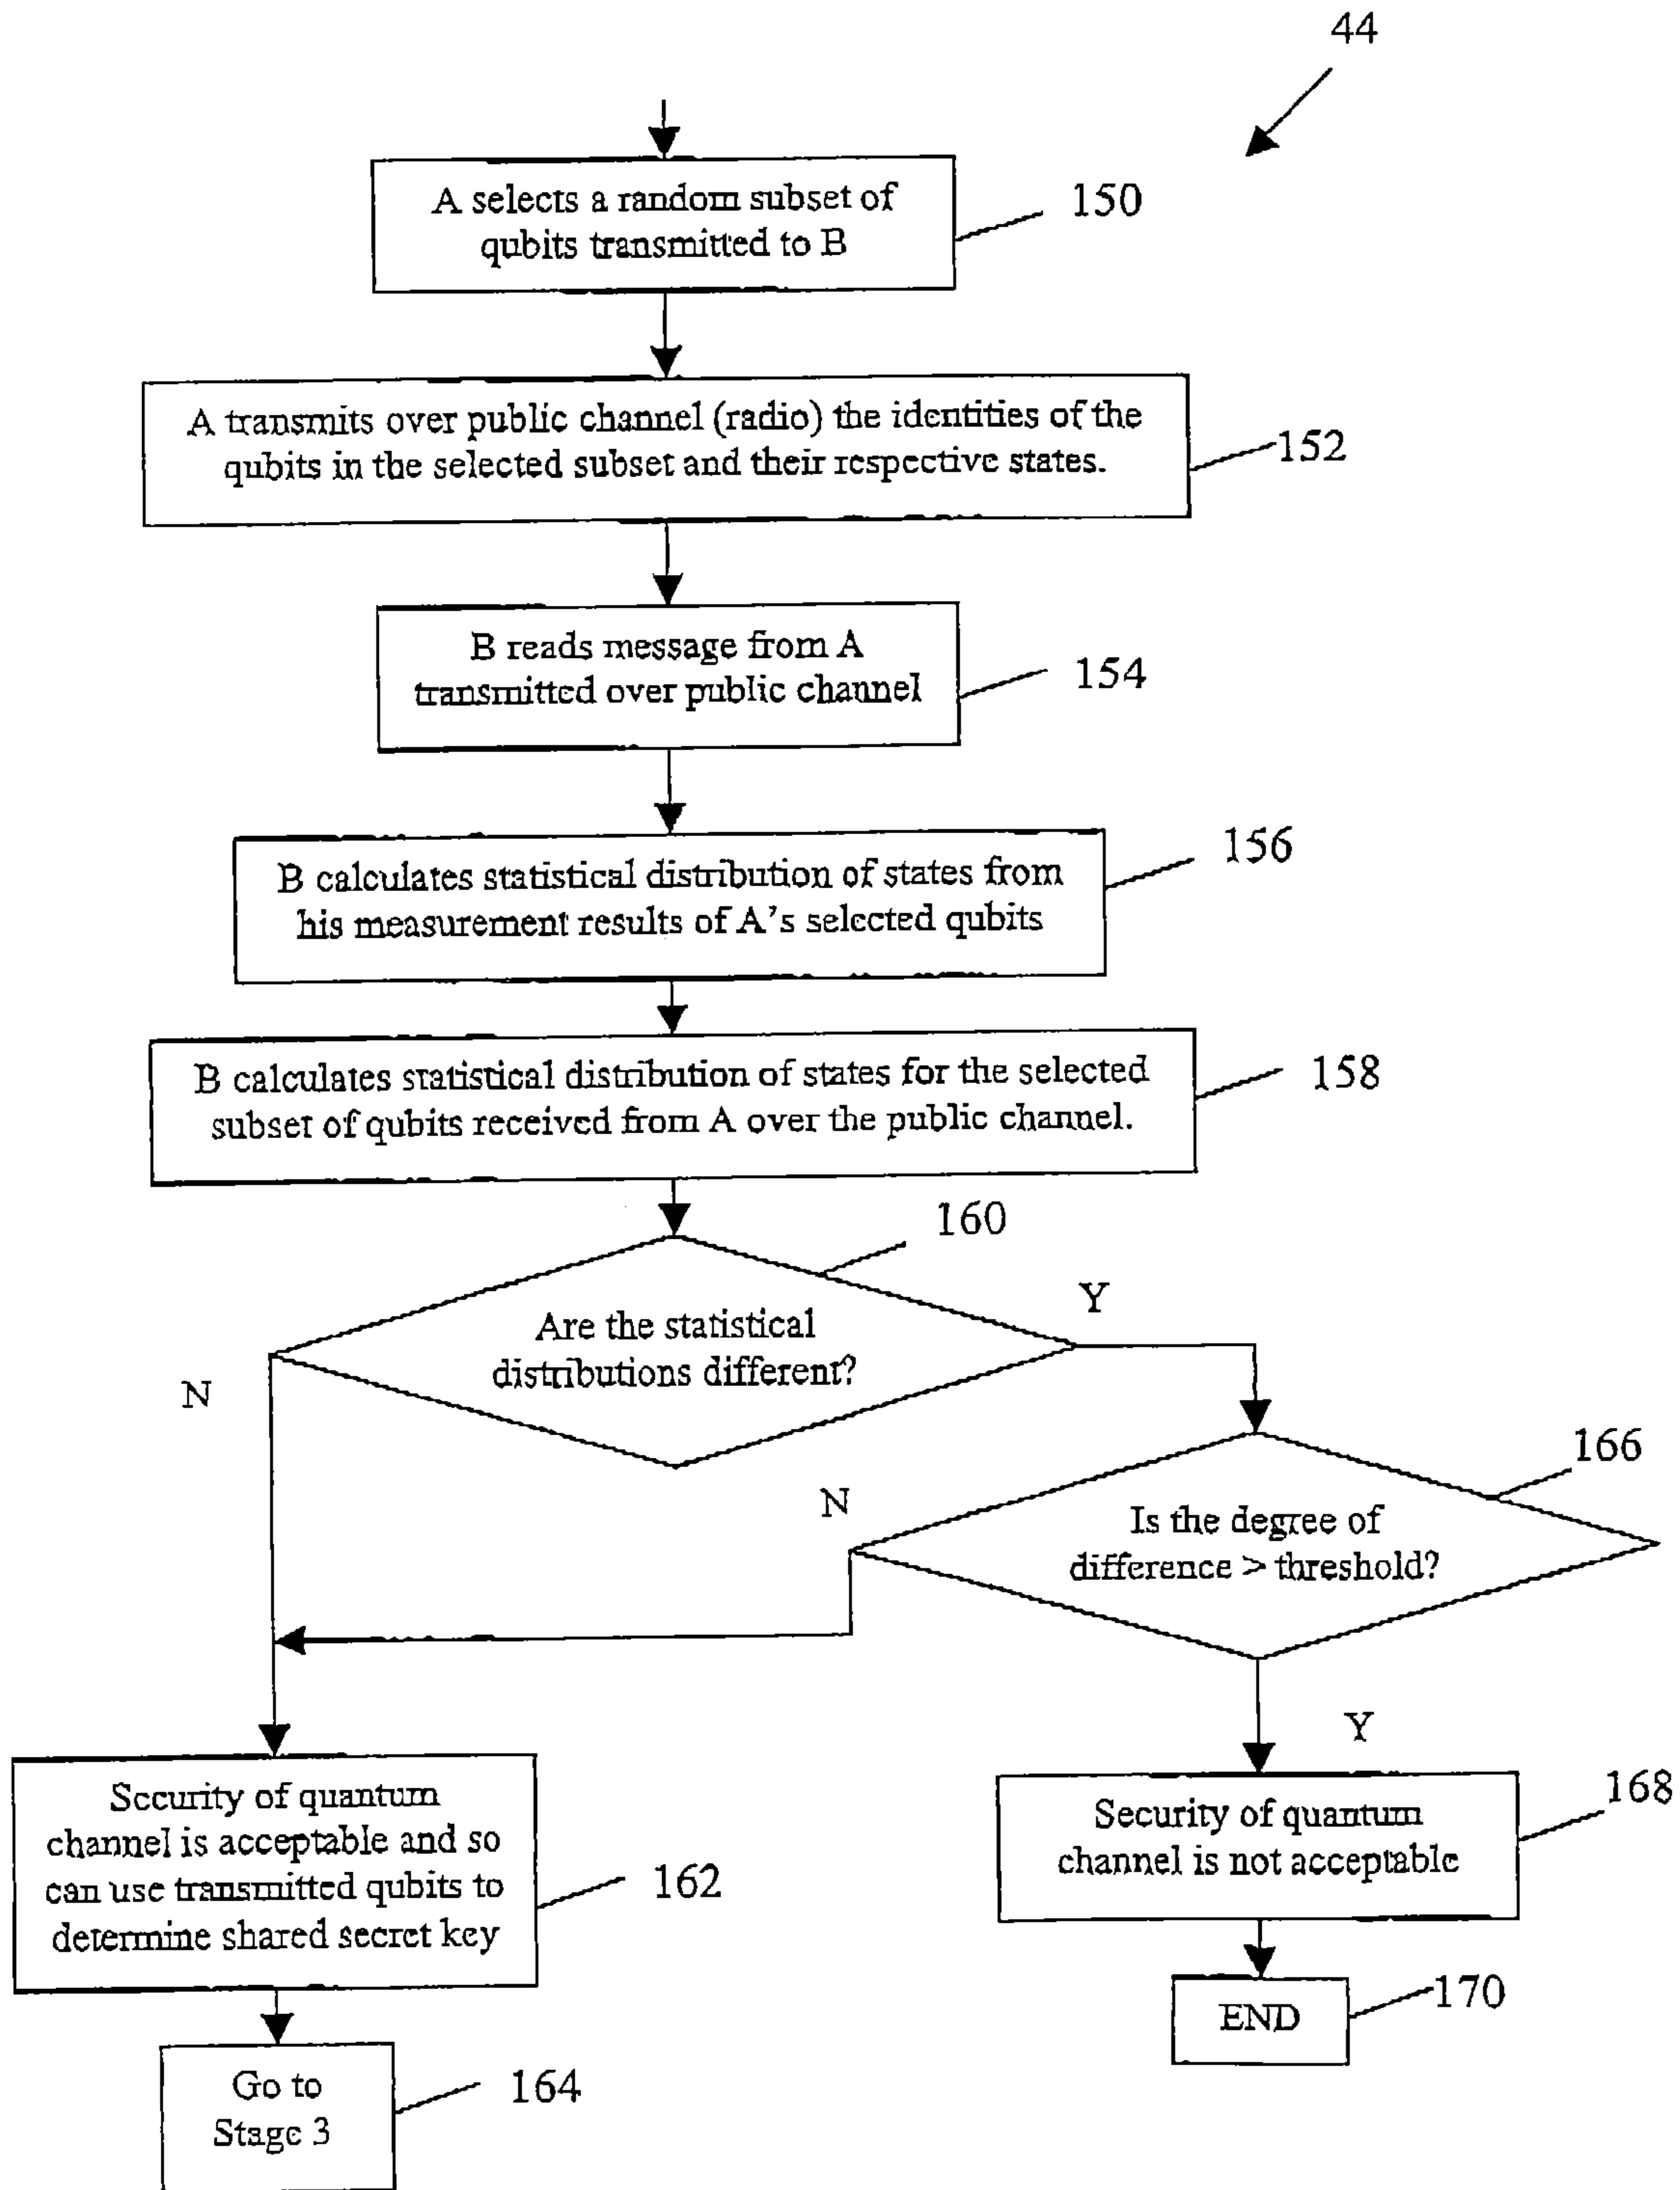 44
A selects a random subset of
qubits transmitted to B
150
A transmits over public channel (radio) the identities of the
qubits in the selected subset and their respective states.
152
B reads message from A
transmitted over public channel
154
B calculates statistical distribution of states from
his measurement results of A's selected qubits
156
B calculates statistical distribution of states for the selected
subset of qubits received from A over the public channel.
158
160
Are the statistical
distributions different?
Y
N
166
Is the degree of
difference > threshold?
N
Y
Security of quantum
channel is acceptable and so
can use transmitted qubits to
determine shared secret key
162
Security of quantum
channel is not acceptable
168
END
170
Go to
Stage 3
164